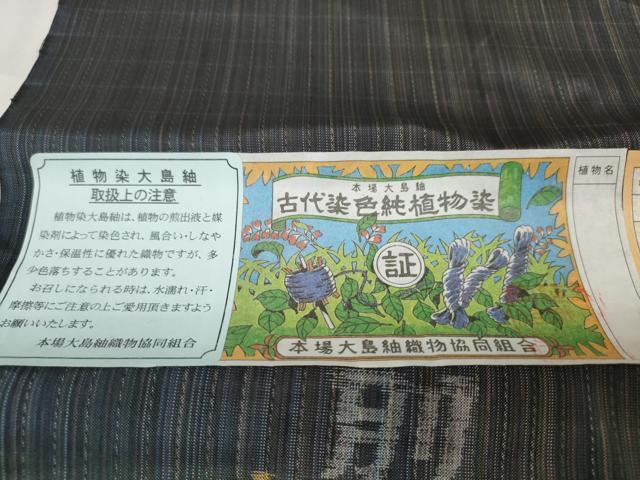 植物染大島紬
取扱上の注意
植物染大島紬は、植物の煎出液と媒
染剤によって染色され、風合い・しなや
かさ・保温性に優れた織物ですが、多
少色落ちすることがあります。
お召しになられる時は、水濡れ・汗・
摩擦等にご注意の上ご愛用頂きますよう
お願いいたします。
本場大島紬織物協同組合
本場大島紬
古代染色純植物染
証
本場大島紬織物協同組合
植物名